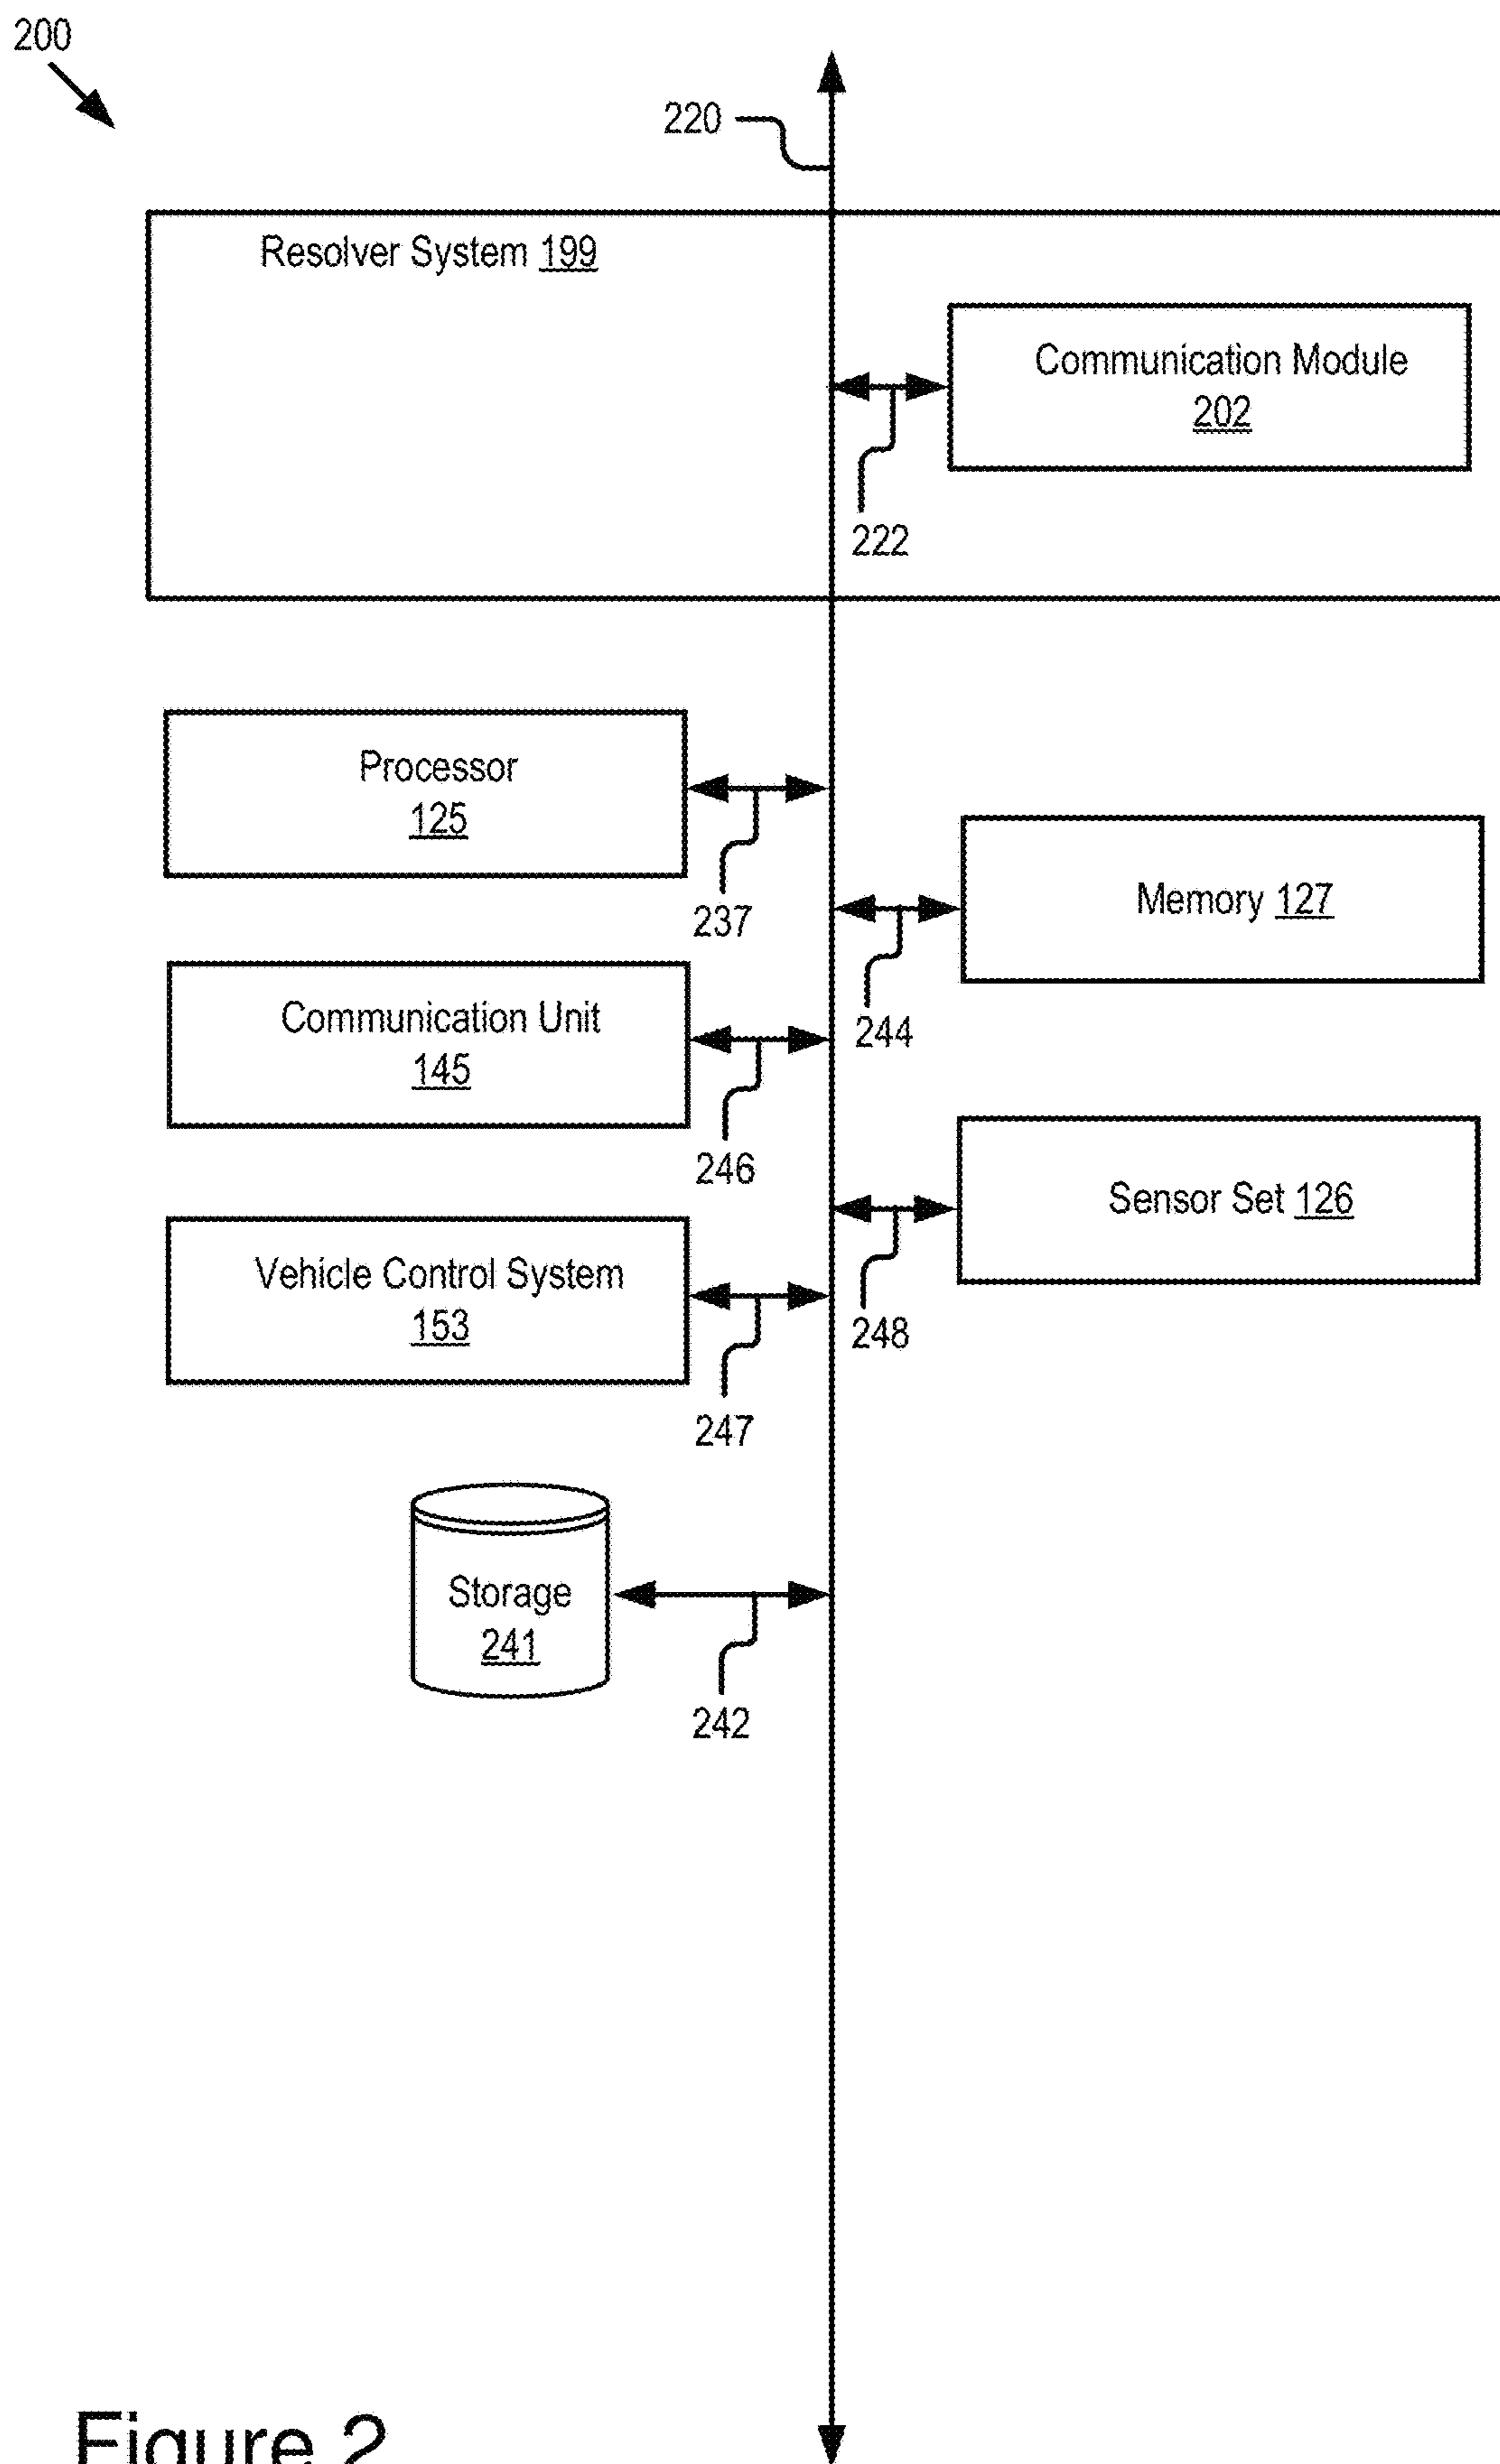 200
220
Resolver System 199
Communication Module
202
222
Processor
125
237
Memory 127
244
Communication Unit
145
246
Sensor Set 126
248
Vehicle Control System
153
247
Storage
241
242
Figure 2